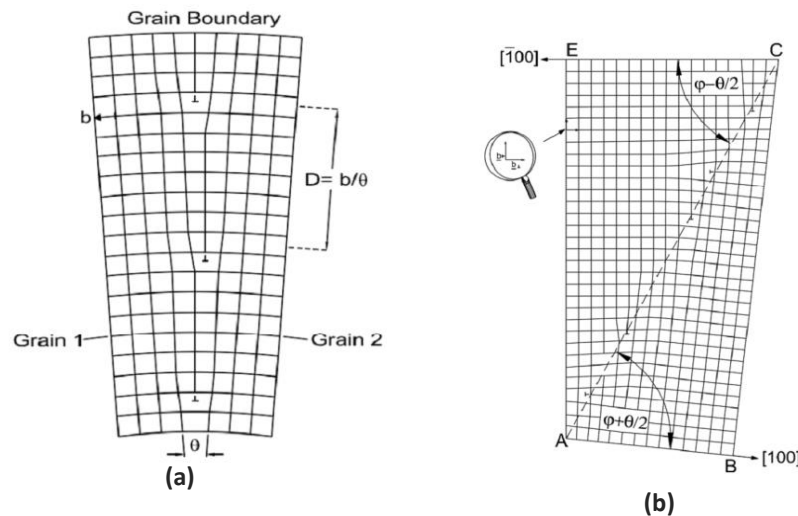 Grain Boundary
b
D= b/θ
Grain 1
Grain 2
θ
(a)
E
C
[1̄00]
φ–θ/2
φ+θ/2
A
B
[100]
(b)